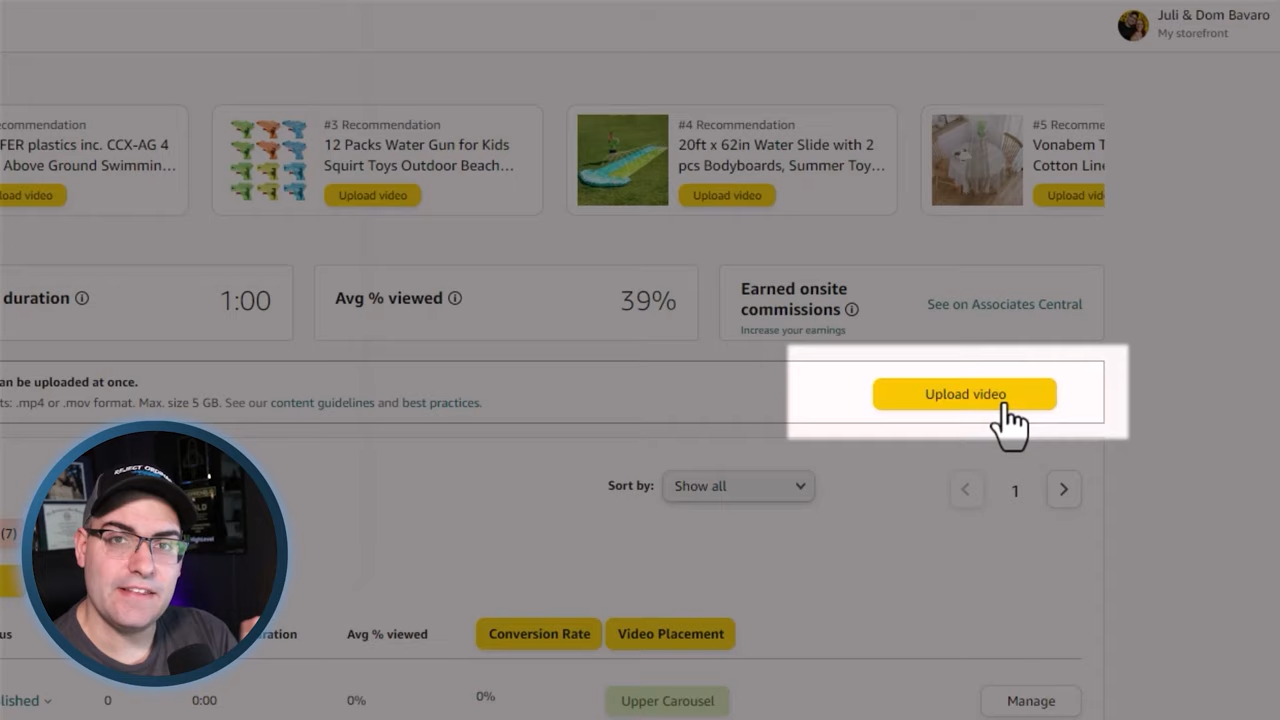 Juli & Dom Bavaro
My storefront
ecommendation
FER plastics inc. CCX-AG 4
Above Ground Swimmin...
load video
#3 Recommendation
12 Packs Water Gun for Kids
Squirt Toys Outdoor Beach...
Upload video
#4 Recommendation
20ft x 62in Water Slide with 2
pcs Bodyboards, Summer Toy...
Upload video
#5 Recomme
Vonabem T
Cotton Line
Upload vid
duration
1:00
Avg % viewed
39%
Earned onsite
commissions
Increase your earnings
See on Associates Central
an be uploaded at once.
ts: .mp4 or .mov format. Max. size 5 GB. See our content guidelines and best practices.
Upload video
Sort by:
Show all
1
(7)
REJECT ORDIN
us
uration
Avg % viewed
Conversion Rate
Video Placement
lished
0
0:00
0%
0%
Upper Carousel
Manage